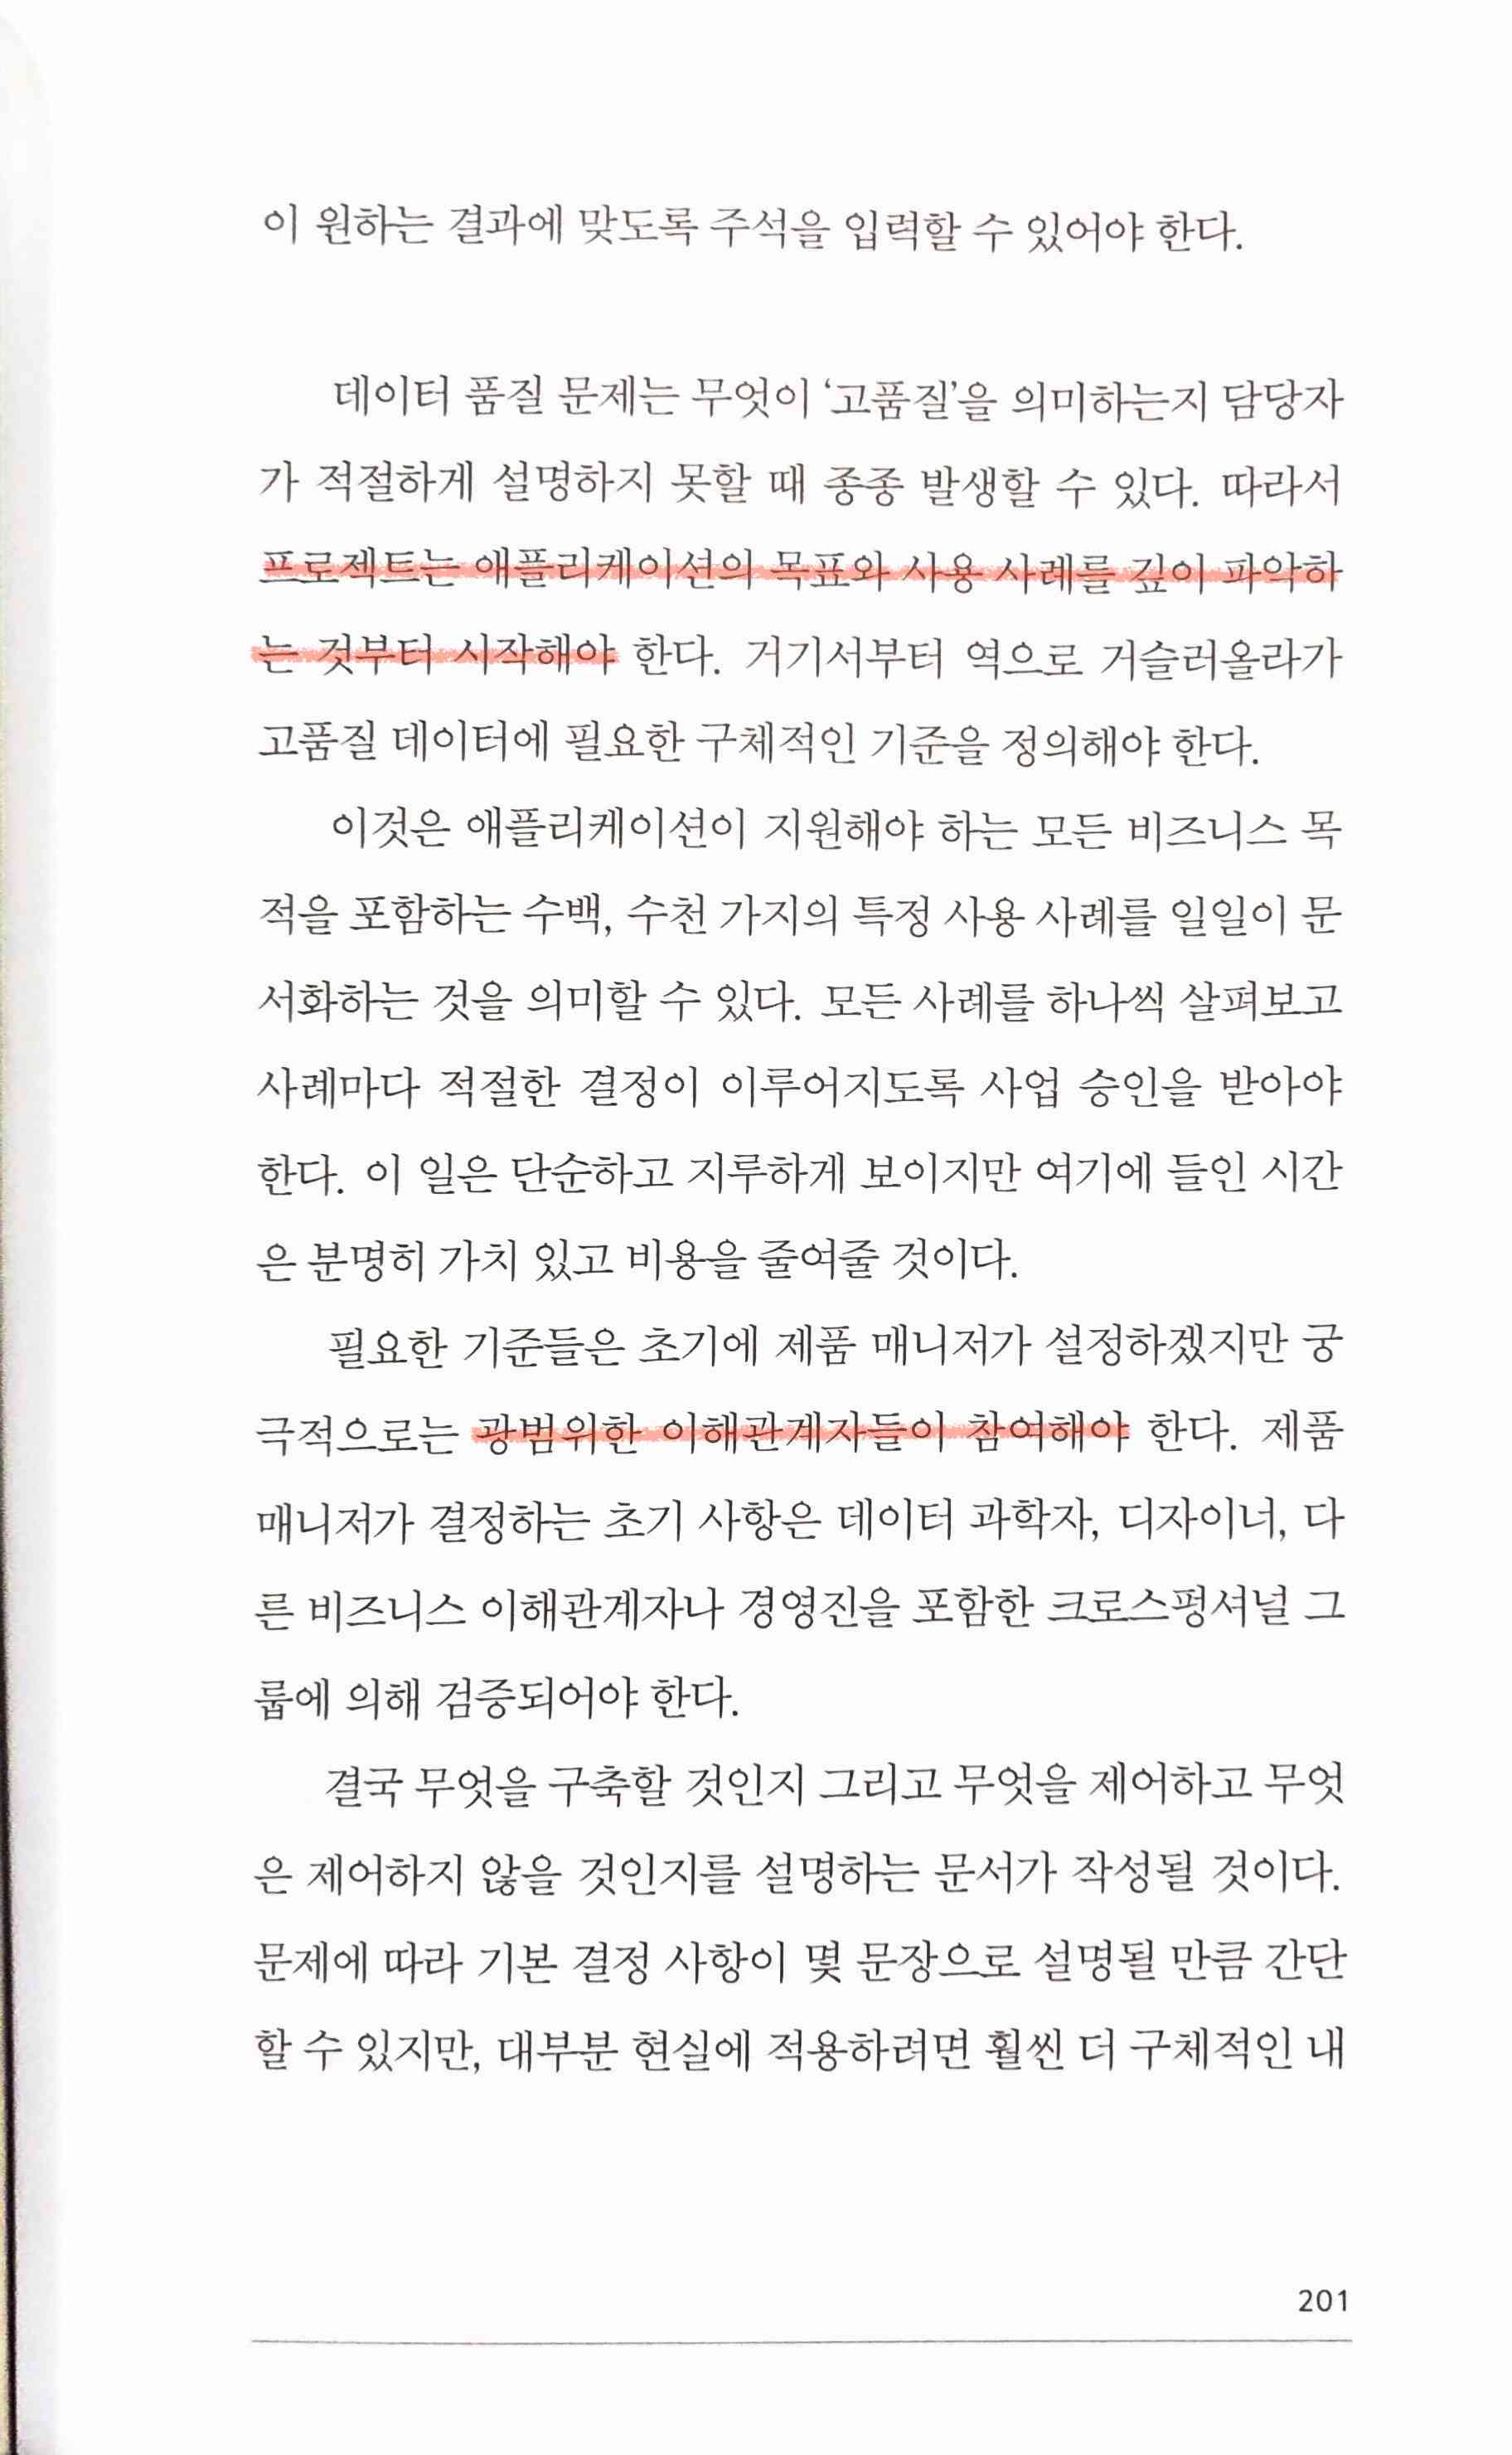 이 원하는 결과에 맞도록 주석을 입력할 수 있어야 한다.
데이터 품질 문제는 무엇이 ‘고품질’을 의미하는지 담당자
가 적절하게 설명하지 못할 때 종종 발생할 수 있다. 따라서
프로젝트는 애플리케이션의 목표와 사용 사례를 깊이 파악하
는 것부터 시작해야 한다. 거기서부터 역으로 거슬러올라가
고품질 데이터에 필요한 구체적인 기준을 정의해야 한다.
이것은 애플리케이션이 지원해야 하는 모든 비즈니스 목
적을 포함하는 수백, 수천 가지의 특정 사용 사례를 일일이 문
서화하는 것을 의미할 수 있다. 모든 사례를 하나씩 살펴보고
사례마다 적절한 결정이 이루어지도록 사업 승인을 받아야
한다. 이 일은 단순하고 지루하게 보이지만 여기에 들인 시간
은 분명히 가치 있고 비용을 줄여줄 것이다.
필요한 기준들은 초기에 제품 매니저가 설정하겠지만 궁
극적으로는 광범위한 이해관계자들이 참여해야 한다. 제품
매니저가 결정하는 초기 사항은 데이터 과학자, 디자이너, 다
른 비즈니스 이해관계자나 경영진을 포함한 크로스펑셔널 그
룹에 의해 검증되어야 한다.
결국 무엇을 구축할 것인지 그리고 무엇을 제어하고 무엇
은 제어하지 않을 것인지를 설명하는 문서가 작성될 것이다.
문제에 따라 기본 결정 사항이 몇 문장으로 설명될 만큼 간단
할 수 있지만, 대부분 현실에 적용하려면 훨씬 더 구체적인 내
201